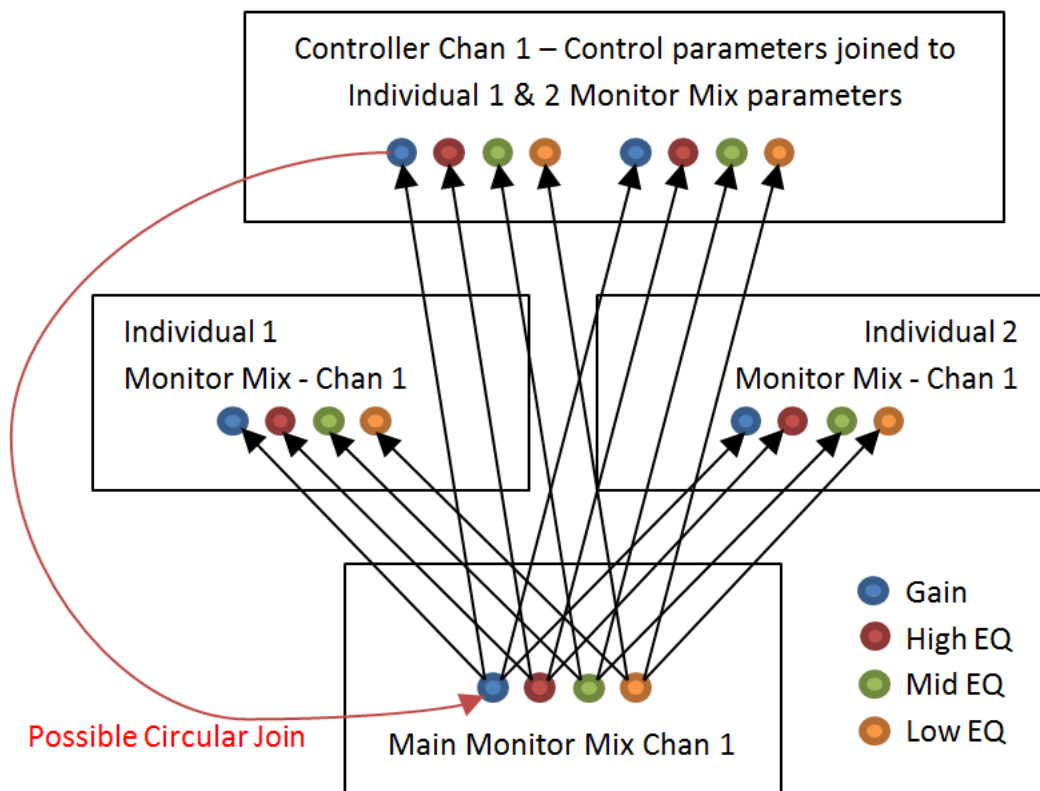 Controller Chan 1 – Control parameters joined to
Individual 1 & 2 Monitor Mix parameters
Individual 1
Monitor Mix - Chan 1
Individual 2
Monitor Mix - Chan 1
Gain
High EQ
Mid EQ
Low EQ
Possible Circular Join
Main Monitor Mix Chan 1